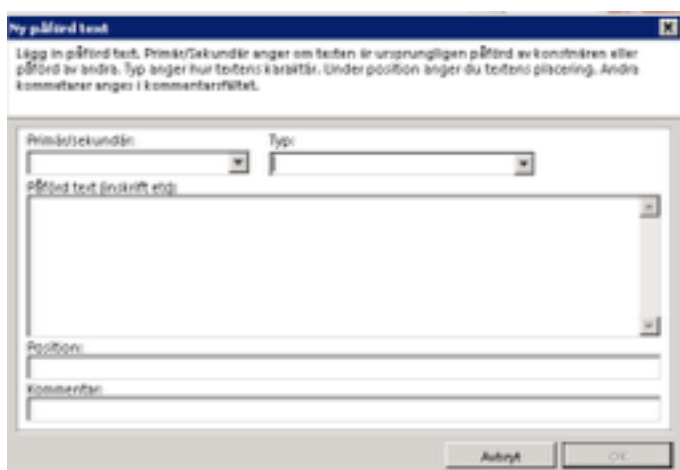 Ny påförd text
Lägg in påförd text. Primär/Sekundär anger om texten är ursprungligen påförd av konstnären eller
påförd av andra. Typ anger hur textens karaktär. Under position anger du textens placering. Andra
kommetarer anges i kommentarsfältet.
Primär/sekundär: Typ:
Påförd text (inskrift etc):
Position:
Kommentar:
Avbryt OK